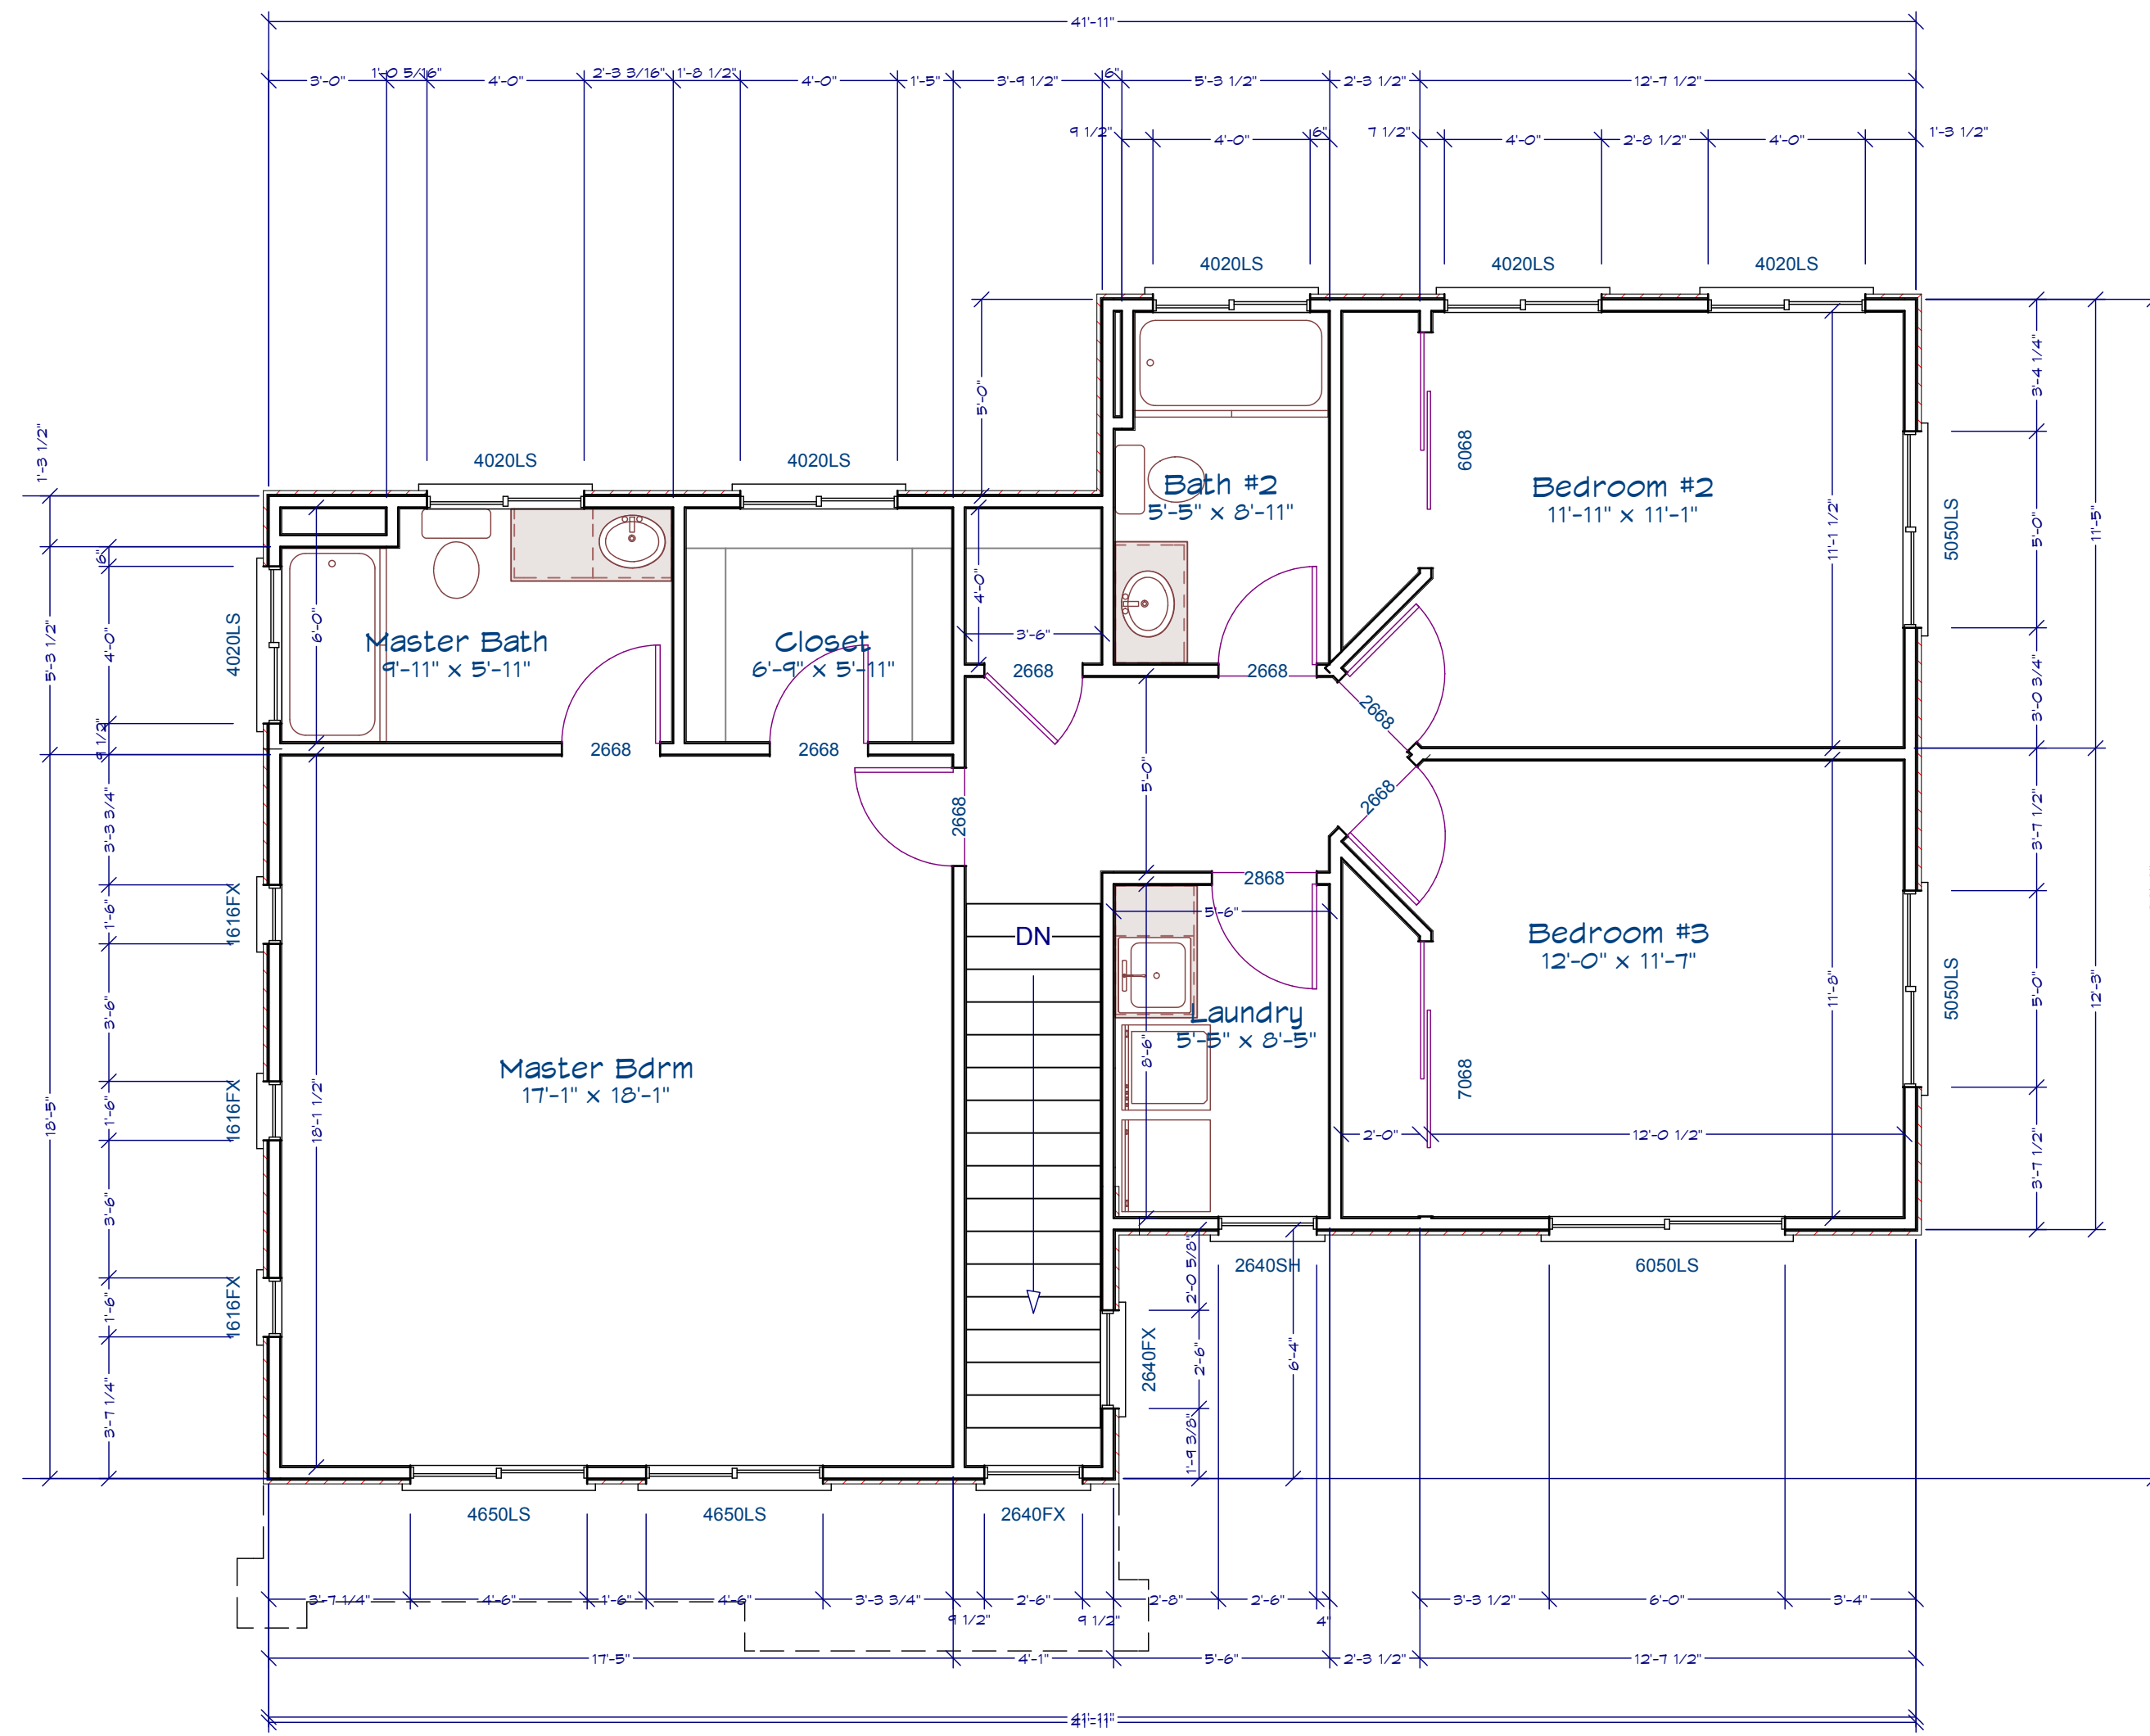 41'-11"
3'-0"
1'-0 5/16"
4'-0"
2'-3 3/16"
1'-8 1/2"
4'-0"
1'-5"
3'-9 1/2"
6"
5'-3 1/2"
2'-3 1/2"
12'-7 1/2"
9 1/2"
4'-0"
6"
7 1/2"
4'-0"
2'-8 1/2"
4'-0"
1'-3 1/2"
4020LS
4020LS
4020LS
5'-0"
3'-4 1/4"
1'-3 1/2"
4020LS
4020LS
6068
Bath #2
5'-5" x 8'-11"
Bedroom #2
11'-11" x 11'-1"
11'-1 1/2"
5050LS
5'-0"
11'-5"
6"
4'-0"
5'-3 1/2"
4020LS
6'-0"
Master Bath
9'-11" x 5'-11"
Closet
6'-9" x 5'-11"
4'-0"
3'-6"
2668
2668
2668
3'-0 3/4"
9 1/2"
2668
2668
2668
5'-0"
2668
3'-3 3/4"
3'-7 1/2"
2868
1616FX
1'-6"
5'-6"
DN
Bedroom #3
12'-0" x 11'-7"
11'-8"
5050LS
5'-0"
12'-3"
3'-6"
Laundry
5'-5" x 8'-5"
8'-6"
7068
Master Bdrm
17'-1" x 18'-1"
18'-1 1/2"
18'-5"
1616FX
1'-6"
2'-0"
12'-0 1/2"
3'-7 1/2"
3'-6"
2640SH
6050LS
2'-0 5/8"
1616FX
1'-6"
2640FX
2'-6"
6'-4"
3'-7 1/4"
1'-9 3/8"
4650LS
4650LS
2640FX
3'-7 1/4"
4'-6"
1'-6"
4'-6"
3'-3 3/4"
9 1/2"
2'-6"
9 1/2"
2'-8"
2'-6"
4"
3'-3 1/2"
6'-0"
3'-4"
17'-5"
4'-1"
5'-6"
2'-3 1/2"
12'-7 1/2"
41'-11"
41'-11"